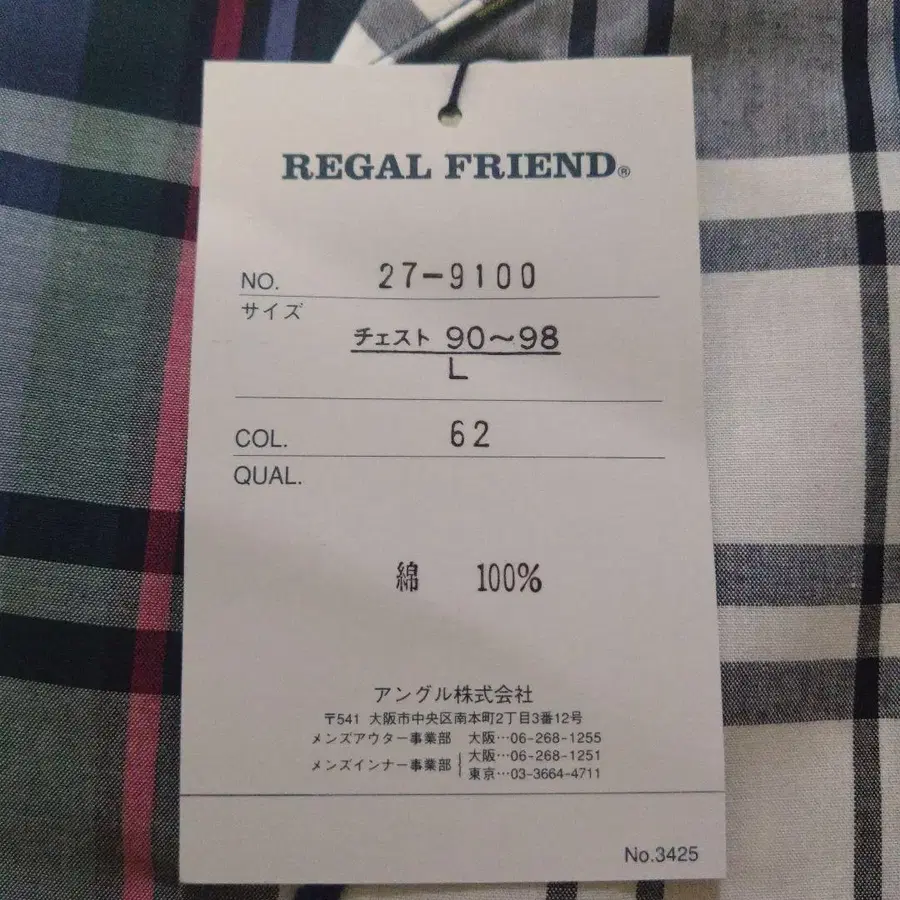 REGAL FRIEND®
NO. 27-9100
サイズ
チェスト 90～98
L
COL. 62
QUAL.
綿 100%
アングル株式会社
〒541 大阪市中央区南本町2丁目3番12号
メンズアウター事業部 大阪…06-268-1255
メンズインナー事業部 大阪…06-268-1251
東京…03-3664-4711
No.3425